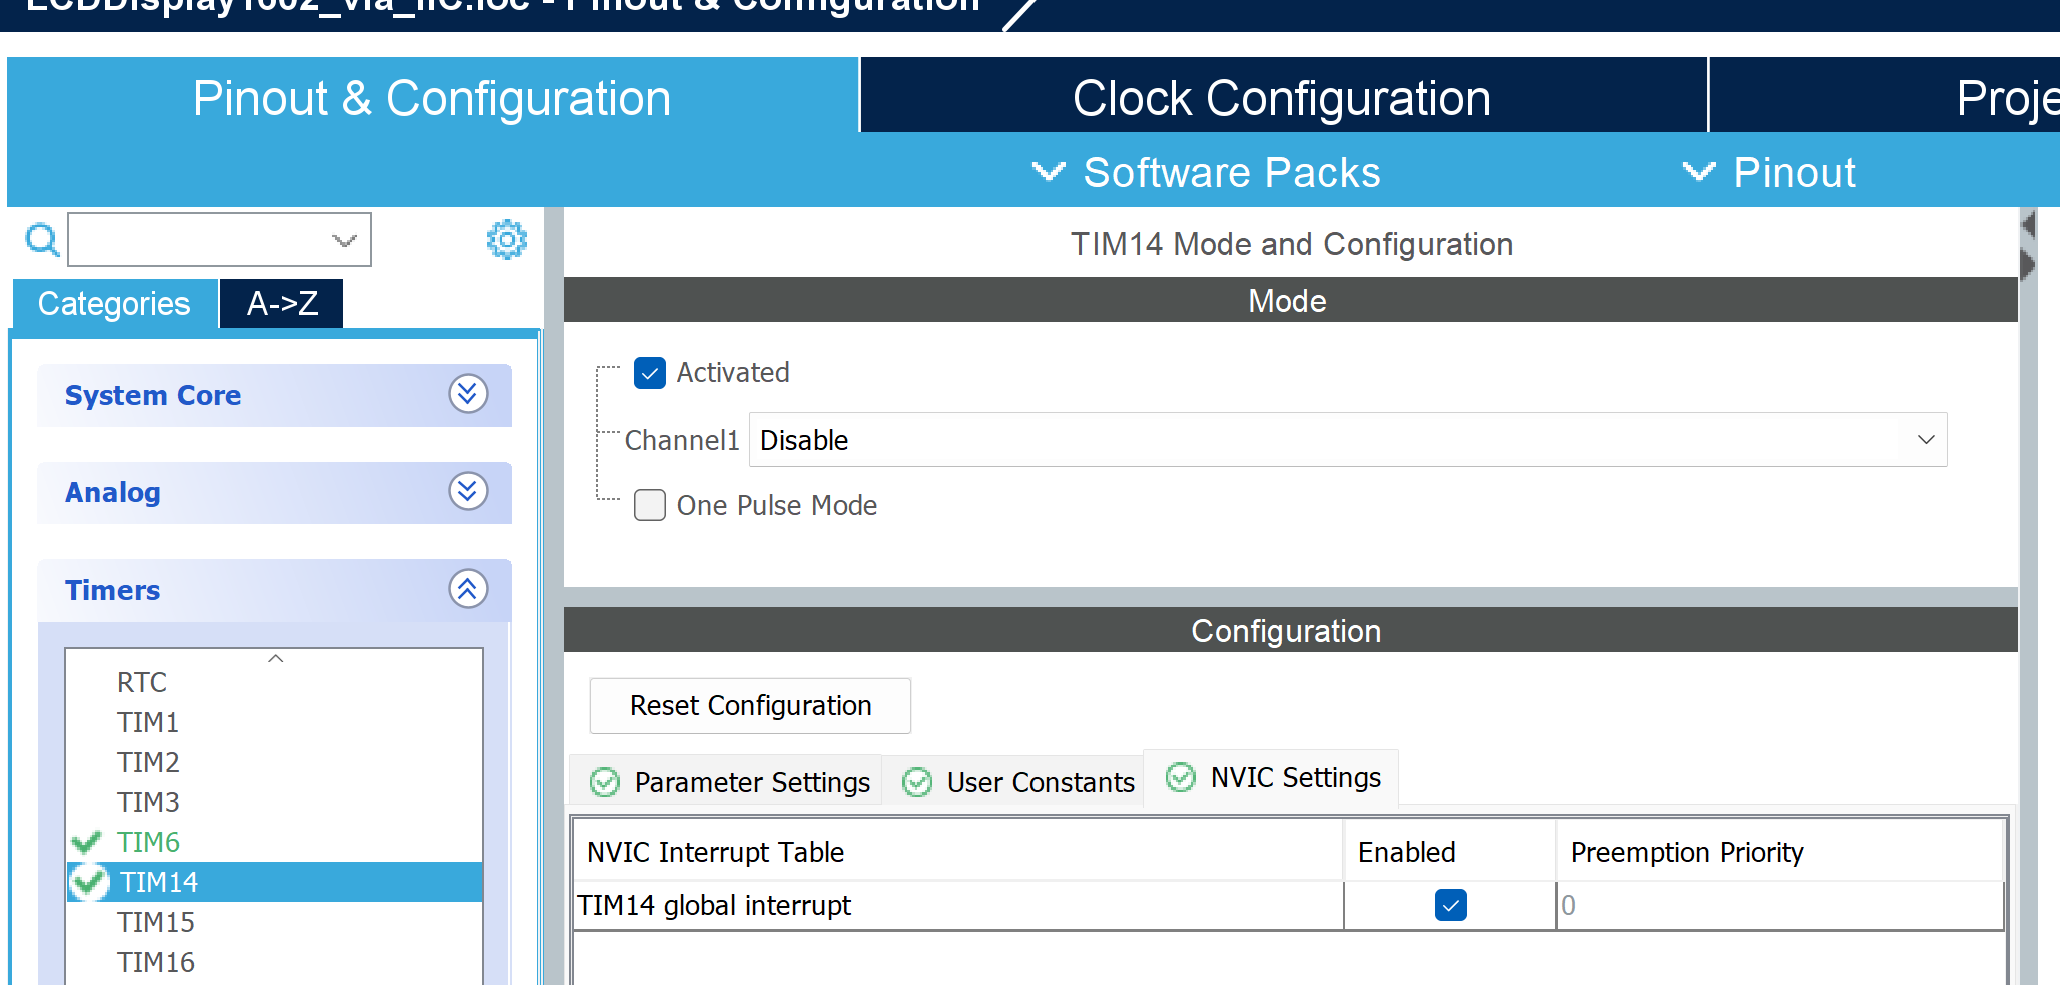 Pinout & Configuration
Pinout & Configuration
Clock Configuration
Software Packs
Pinout
Categories
A->Z
TIM14 Mode and Configuration
Mode
System Core
Activated
Channel1 Disable
Analog
One Pulse Mode
Timers
Configuration
RTC
TIM1
TIM2
TIM3
TIM6
TIM14
TIM15
TIM16
Reset Configuration
Parameter Settings
User Constants
NVIC Settings
NVIC Interrupt Table
Enabled
Preemption Priority
TIM14 global interrupt
0